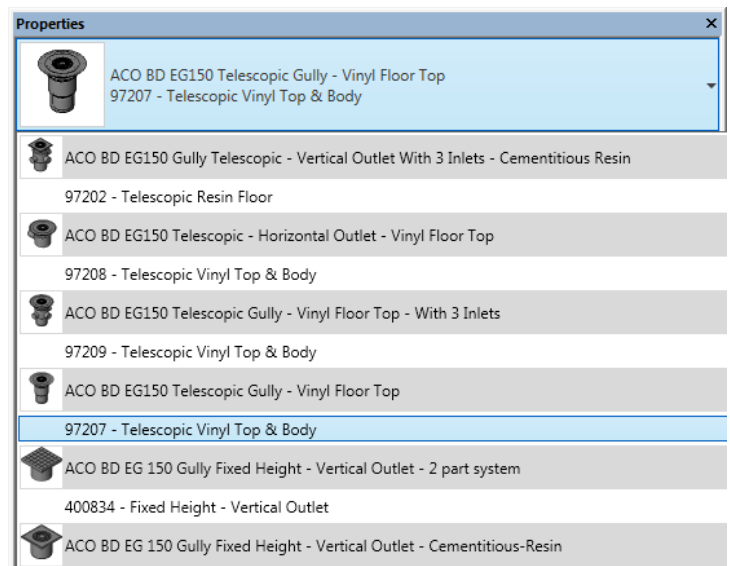 Properties
ACO BD EG150 Telescopic Gully - Vinyl Floor Top
97207 - Telescopic Vinyl Top & Body
ACO BD EG150 Gully Telescopic - Vertical Outlet With 3 Inlets - Cementitious Resin
97202 - Telescopic Resin Floor
ACO BD EG150 Telescopic - Horizontal Outlet - Vinyl Floor Top
97208 - Telescopic Vinyl Top & Body
ACO BD EG150 Telescopic Gully - Vinyl Floor Top - With 3 Inlets
97209 - Telescopic Vinyl Top & Body
ACO BD EG150 Telescopic Gully - Vinyl Floor Top
97207 - Telescopic Vinyl Top & Body
ACO BD EG 150 Gully Fixed Height - Vertical Outlet - 2 part system
400834 - Fixed Height - Vertical Outlet
ACO BD EG 150 Gully Fixed Height - Vertical Outlet - Cementitious-Resin